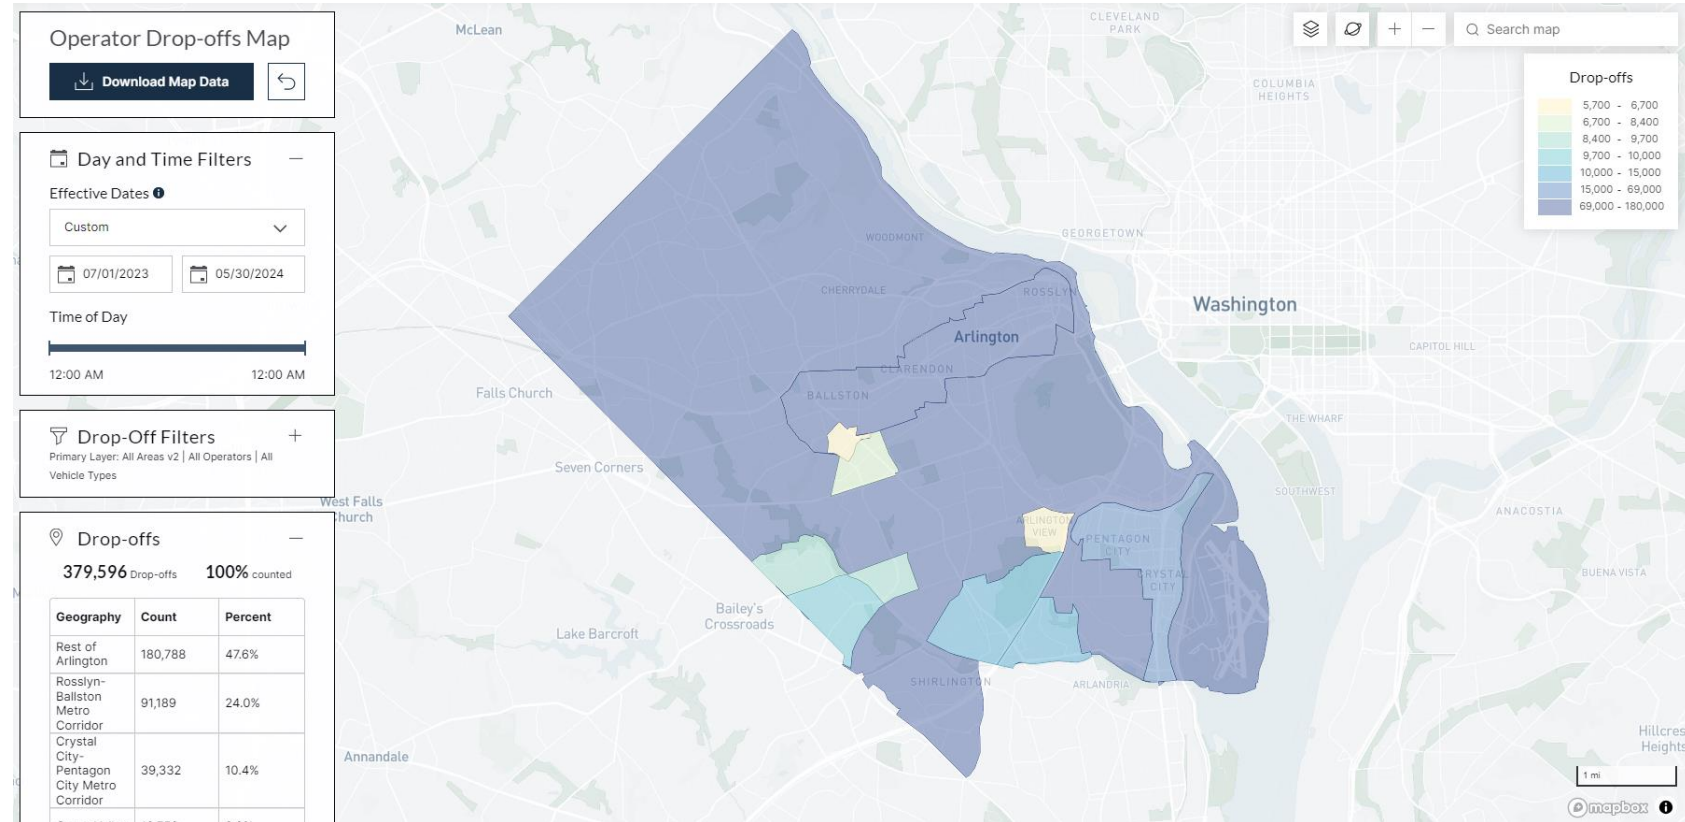 Operator Drop-offs Map
Download Map Data
Day and Time Filters
Effective Dates
Custom
07/01/2023
05/30/2024
Time of Day
12:00 AM
12:00 AM
Drop-Off Filters
Primary Layer: All Areas v2 | All Operators | All
Vehicle Types
Drop-offs
379,596 Drop-offs
100% counted
Geography Count Percent
Rest of
Arlington
180,788
47.6%
Rosslyn-
Ballston
Metro
Corridor
91,189
24.0%
Crystal
City-
Pentagon
City Metro
Corridor
39,332
10.4%
Search map
Drop-offs
5,700 - 6,700
6,700 - 8,400
8,400 - 9,700
9,700 - 10,000
10,000 - 15,000
15,000 - 69,000
69,000 - 180,000
McLean
CLEVELAND
PARK
COLUMBIA
HEIGHTS
WOODMONT
GEORGETOWN
CHERRYDALE
ROSSLYN
Washington
Arlington
CAPITOL HILL
CLARENDON
Falls Church
BALLSTON
THE WHARF
Seven Corners
SOUTHWEST
West Falls
Church
ANACOSTIA
ARLINGTON
VIEW
PENTAGON
CITY
CRYSTAL
CITY
BUENA VISTA
Bailey's
Crossroads
Lake Barcroft
SHIRLINGTON
ARLANDRIA
Annandale
Hillcres
Heights
1 mi
mapbox